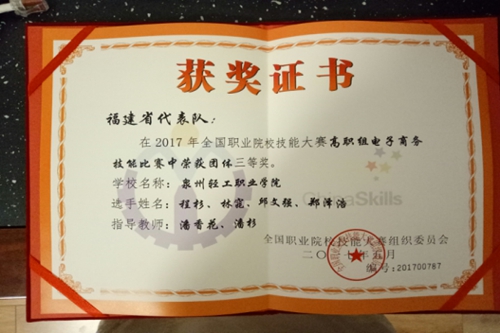 获奖证书
福建省代表队:
在2017年全国职业院校技能大赛高职组电子商务
技能比赛中荣获团体三等奖。
学校名称: 泉州轻工职业学院
ChinaSkills
选手姓名: 程杉、林宽、邱文强、郑泽浩
指导教师: 潘香花、潘杉
全国职业院校技能大赛组织委员会
二〇一七年五月
编号:201700787